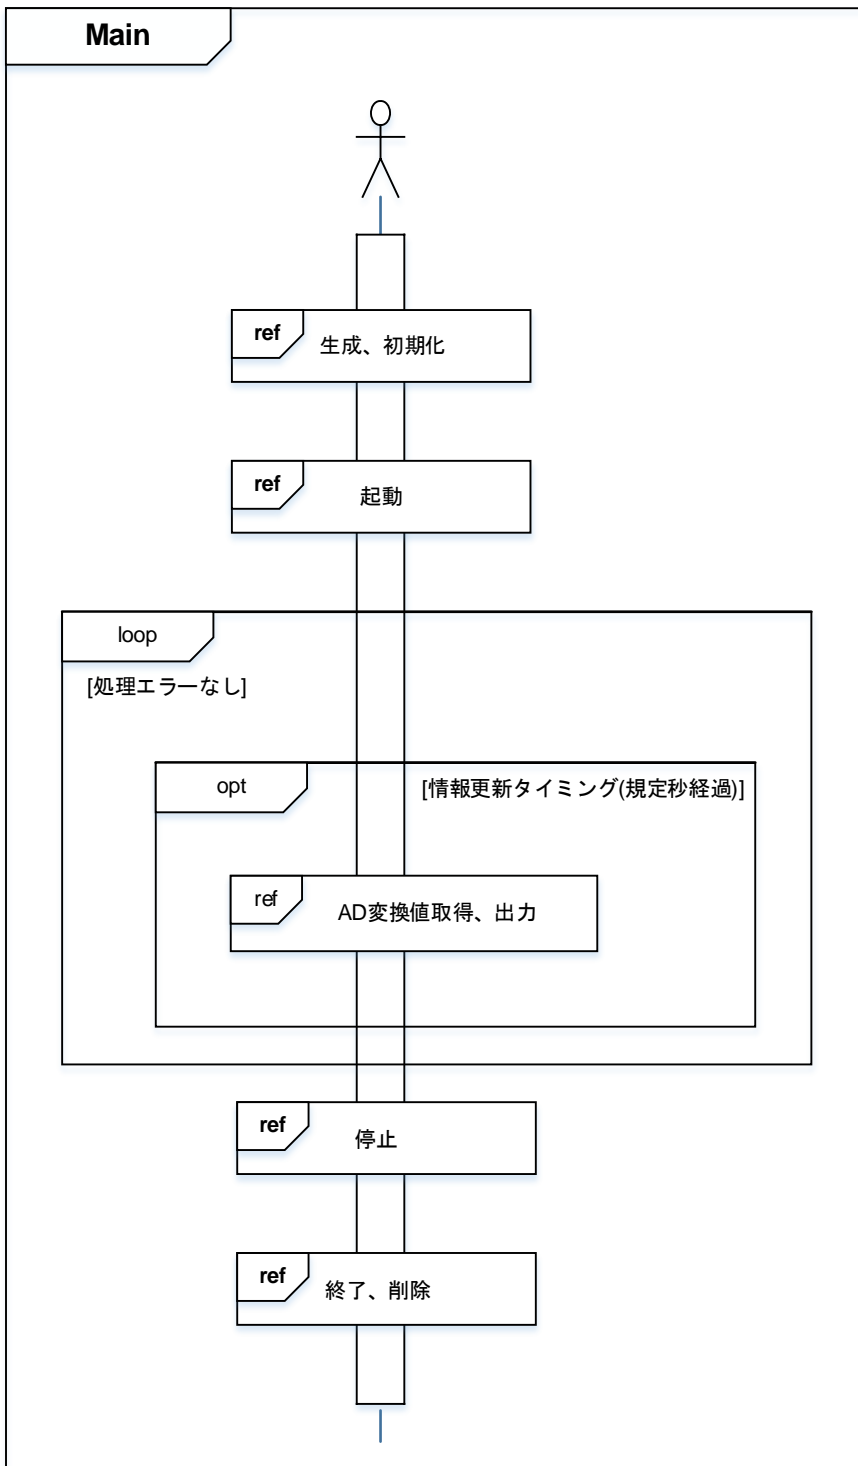 Main
ref
生成、初期化
ref
起動
loop
[処理エラーなし]
opt
[情報更新タイミング(規定秒経過)]
ref
AD変換値取得、出力
ref
停止
ref
終了、削除